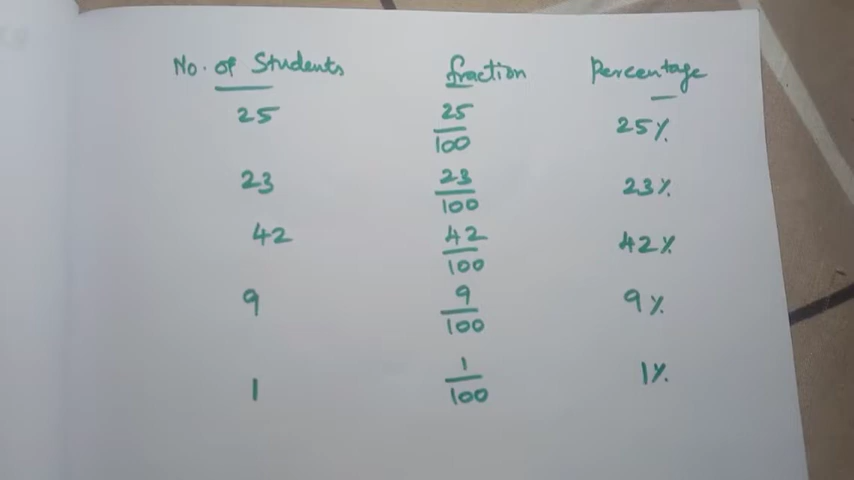 No. of Students fraction Percentage
25 25/100 25%
23 23/100 23%
42 42/100 42%
9 9/100 9%
1 1/100 1%